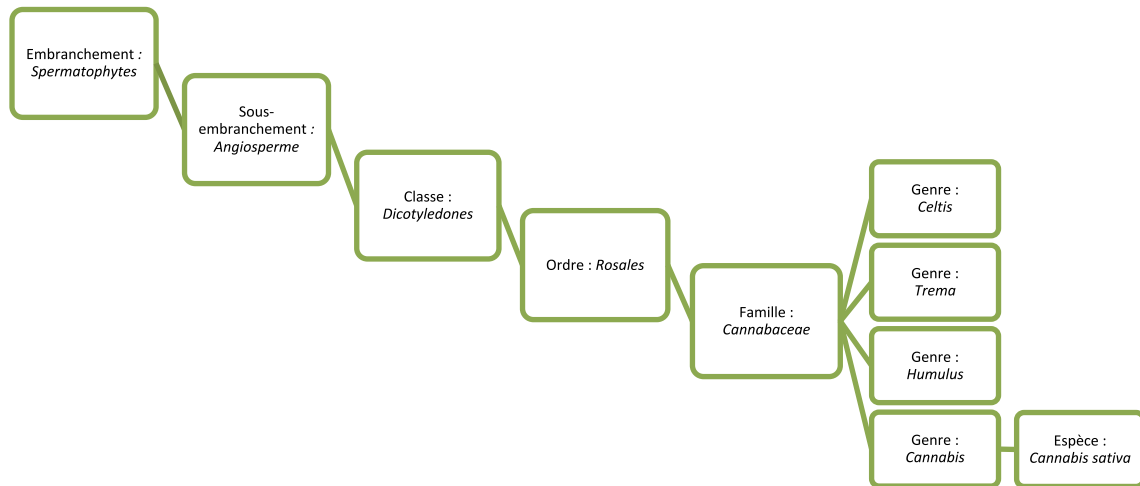 Embranchement :
Spermatophytes
Sous-
embranchement :
Angiosperme
Classe :
Dicotyledones
Ordre : Rosales
Famille :
Cannabaceae
Genre :
Celtis
Genre :
Trema
Genre :
Humulus
Genre :
Cannabis
Espèce :
Cannabis sativa